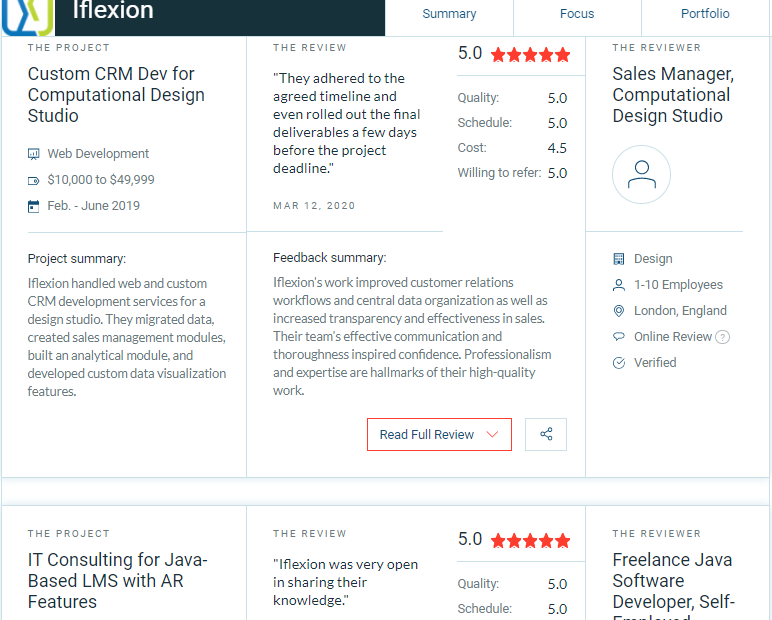 Iflexion
Summary
Focus
Portfolio
THE PROJECT
Custom CRM Dev for
Computational Design
Studio
Web Development
$10,000 to $49,999
Feb. - June 2019
Project summary:
Iflexion handled web and custom
CRM development services for a
design studio. They migrated data,
created sales management modules,
built an analytical module, and
developed custom data visualization
features.
THE REVIEW
"They adhered to the
agreed timeline and
even rolled out the final
deliverables a few days
before the project
deadline."
MAR 12, 2020
5.0
Quality: 5.0
Schedule: 5.0
Cost: 4.5
Willing to refer: 5.0
Feedback summary:
Iflexion's work improved customer relations
workflows and central data organization as well as
increased transparency and effectiveness in sales.
Their team's effective communication and
thoroughness inspired confidence. Professionalism
and expertise are hallmarks of their high-quality
work.
Read Full Review
THE REVIEWER
Sales Manager,
Computational
Design Studio
Design
1-10 Employees
London, England
Online Review ?
Verified
THE PROJECT
IT Consulting for Java-
Based LMS with AR
Features
THE REVIEW
"Iflexion was very open
in sharing their
knowledge."
5.0
Quality: 5.0
Schedule: 5.0
THE REVIEWER
Freelance Java
Software
Developer, Self-
Employed